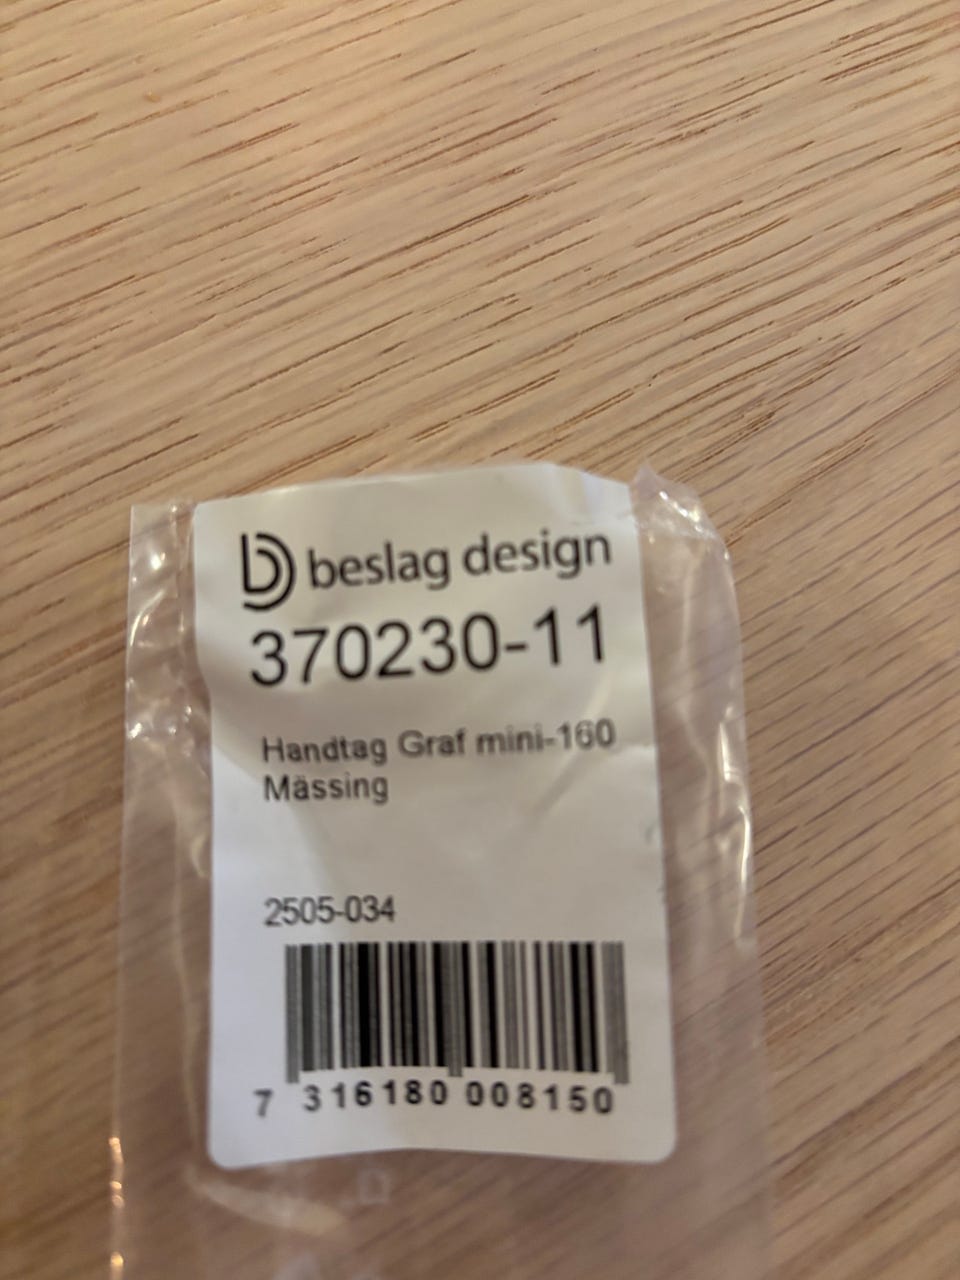 beslag design
370230-11
Handtag Graf mini-160
Mässing
2505-034
7 316180 008150